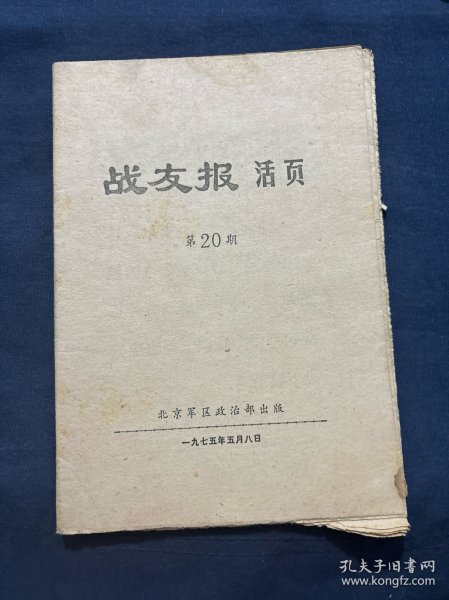 战友报 活页
第20期
北京军区政治部出版
一九七五年五月八日
孔夫子旧书网
www.kongfz.com